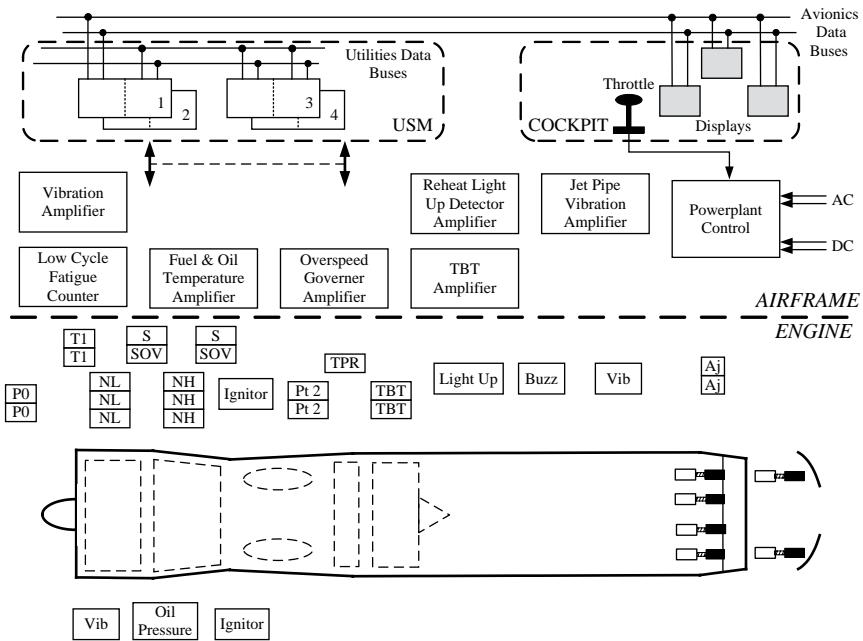 Avionics
Data
Buses
Utilities Data
Buses
1
2
3
4
USM
Throttle
COCKPIT
Displays
Vibration
Amplifier
Reheat Light
Up Detector
Amplifier
Jet Pipe
Vibration
Amplifier
Powerplant
Control
AC
DC
Low Cycle
Fatigue
Counter
Fuel & Oil
Temperature
Amplifier
Overspeed
Governer
Amplifier
TBT
Amplifier
AIRFRAME
ENGINE
T1
T1
S
SOV
S
SOV
TPR
P0
P0
NL
NL
NL
NH
NH
NH
Ignitor
Pt 2
Pt 2
TBT
TBT
Light Up
Buzz
Vib
Aj
Aj
Vib
Oil
Pressure
Ignitor